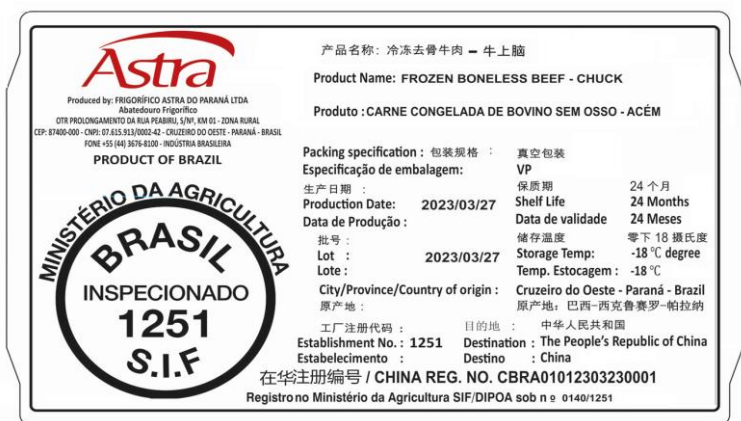 Astra
Produced by: FRIGORÍFICO ASTRA DO PARANÁ LTDA
Abatedouro Frigorífico
OTR PROLONGAMENTO DA RUA PEABIRU, S/Nº, KM 01 - ZONA RURAL
CEP: 87400-000 - CNPJ: 07.615.913/0002-42 - CRUZEIRO DO OESTE - PARANÁ - BRASIL
FONE +55 (44) 3676-8100 - INDÚSTRIA BRASILEIRA
PRODUCT OF BRAZIL
MINISTÉRIO DA AGRICULTURA
BRASIL
INSPECIONADO
1251
S.I.F
产品名称: 冷冻去骨牛肉 – 牛上脑
Product Name: FROZEN BONELESS BEEF - CHUCK
Produto : CARNE CONGELADA DE BOVINO SEM OSSO - ACÉM
Packing specification : 包装规格 : 真空包装
Especificação de embalagem: VP
生产日期 : 保质期 24 个月
Production Date: 2023/03/27 Shelf Life 24 Months
Data de Produção : Data de validade 24 Meses
批号 : 储存温度 零下 18 摄氏度
Lot : 2023/03/27 Storage Temp: -18 °C degree
Lote : Temp. Estocagem : -18 °C
City/Province/Country of origin : Cruzeiro do Oeste - Paraná - Brazil
原产地 : 原产地: 巴西-西克鲁赛罗-帕拉纳
工厂注册代码 : 目的地 : 中华人民共和国
Establishment No. : 1251 Destination : The People's Republic of China
Estabelecimento : Destino : China
在华注册编号 / CHINA REG. NO. CBRA01012303230001
Registro no Ministério da Agricultura SIF/DIPOA sob n º 0140/1251